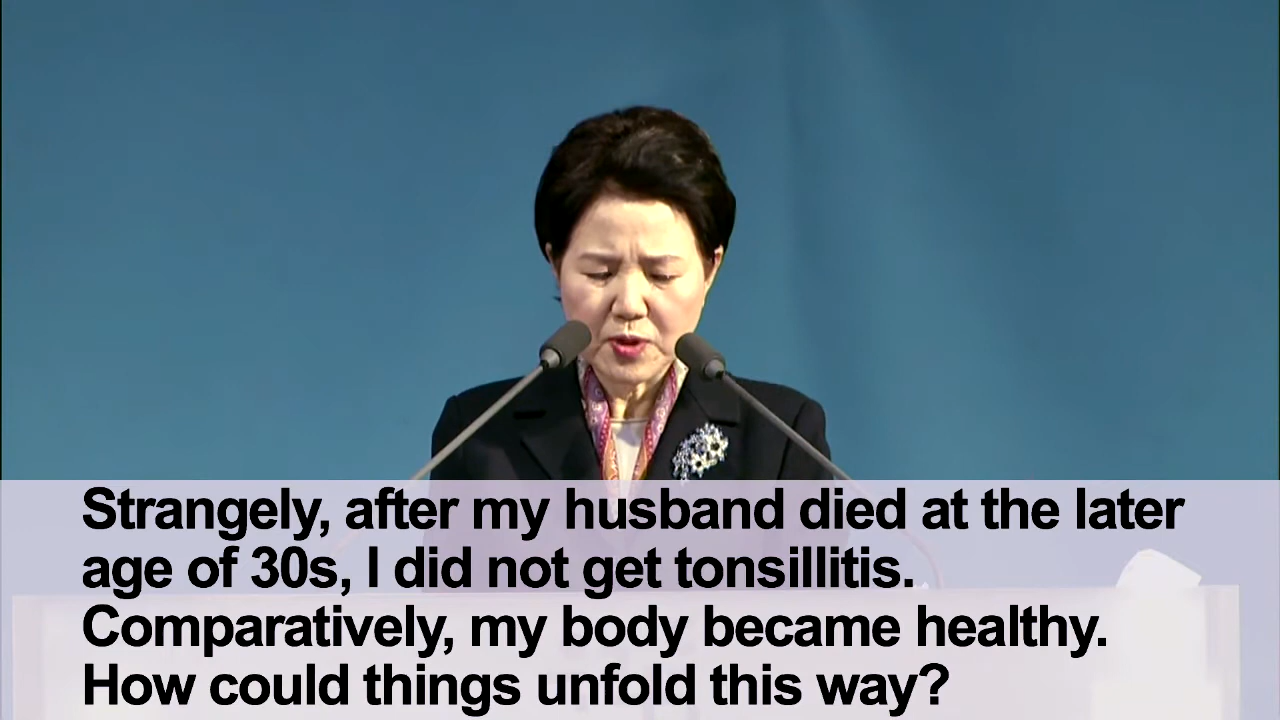 Strangely, after my husband died at the later
age of 30s, I did not get tonsillitis.
Comparatively, my body became healthy.
How could things unfold this way?